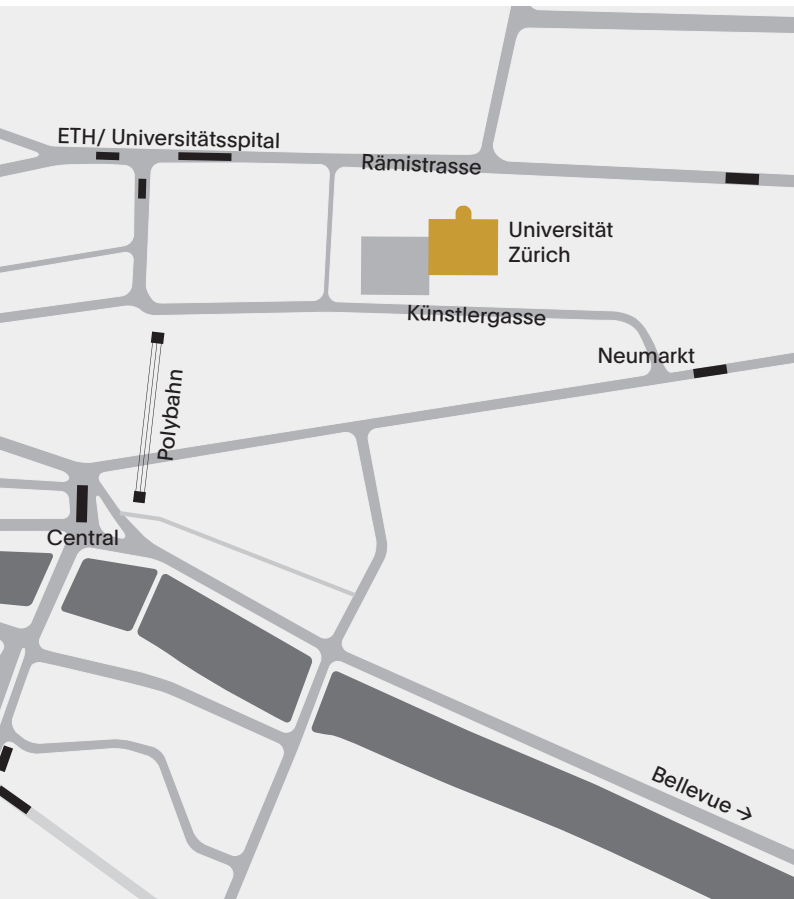 ETH/ Universitätsspital
Rämistrasse
Universität
Zürich
Künstlergasse
Neumarkt
Polybahn
Central
Bellevue →